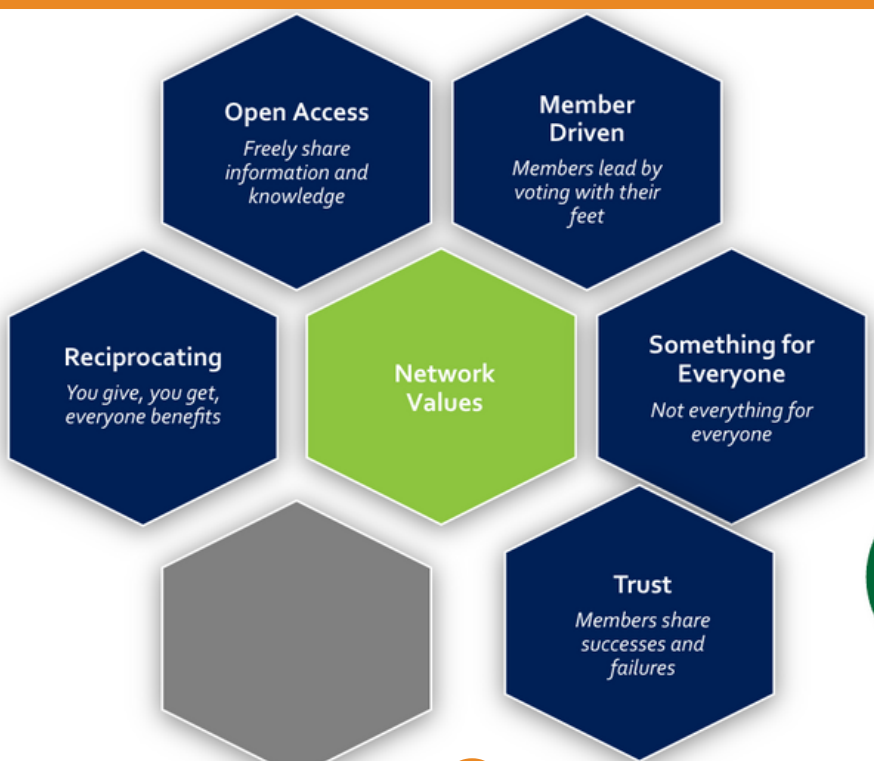 Open Access
Freely share
information and
knowledge
Member
Driven
Members lead by
voting with their
feet
Reciprocating
You give, you get,
everyone benefits
Network
Values
Something for
Everyone
Not everything for
everyone
Trust
Members share
successes and
failures